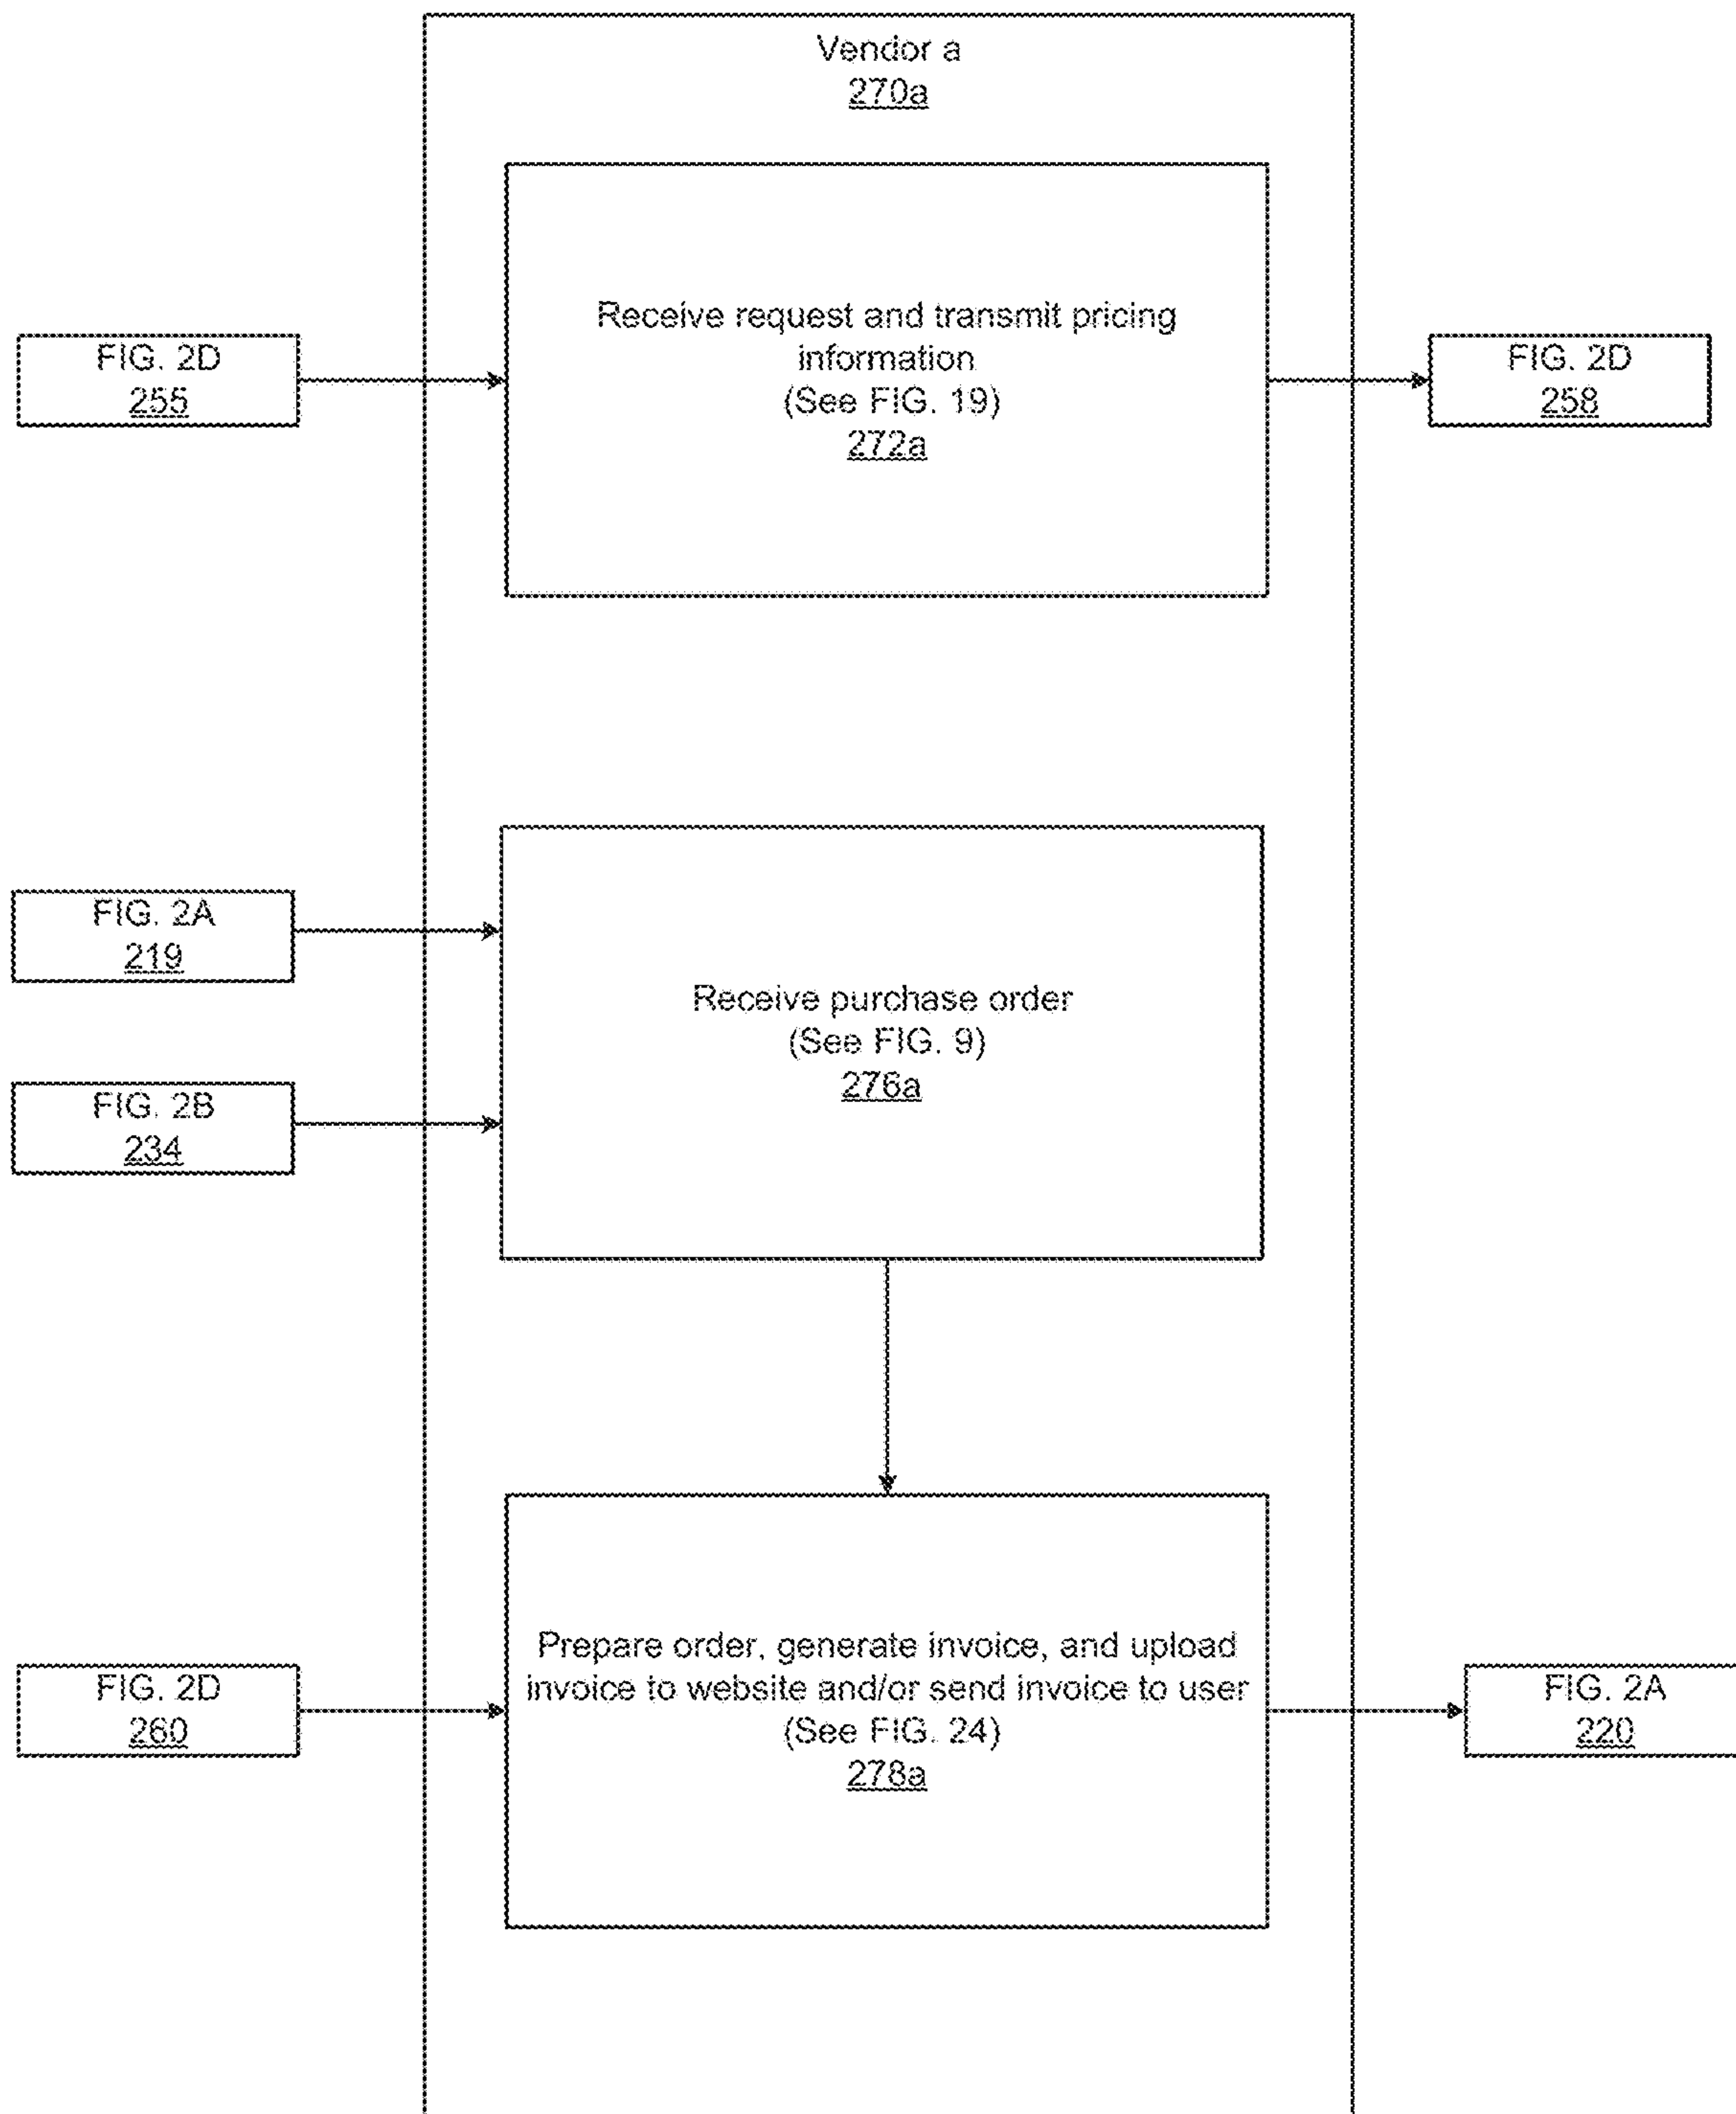 Vendor a
270a
Receive request and transmit pricing
information
(See FIG. 19)
272a
FIG. 2D
255
FIG. 2D
258
FIG. 2A
219
Receive purchase order
(See FIG. 9)
276a
FIG. 2B
234
Prepare order, generate invoice, and upload
invoice to website and/or send invoice to user
(See FIG. 24)
278a
FIG. 2D
260
FIG. 2A
220